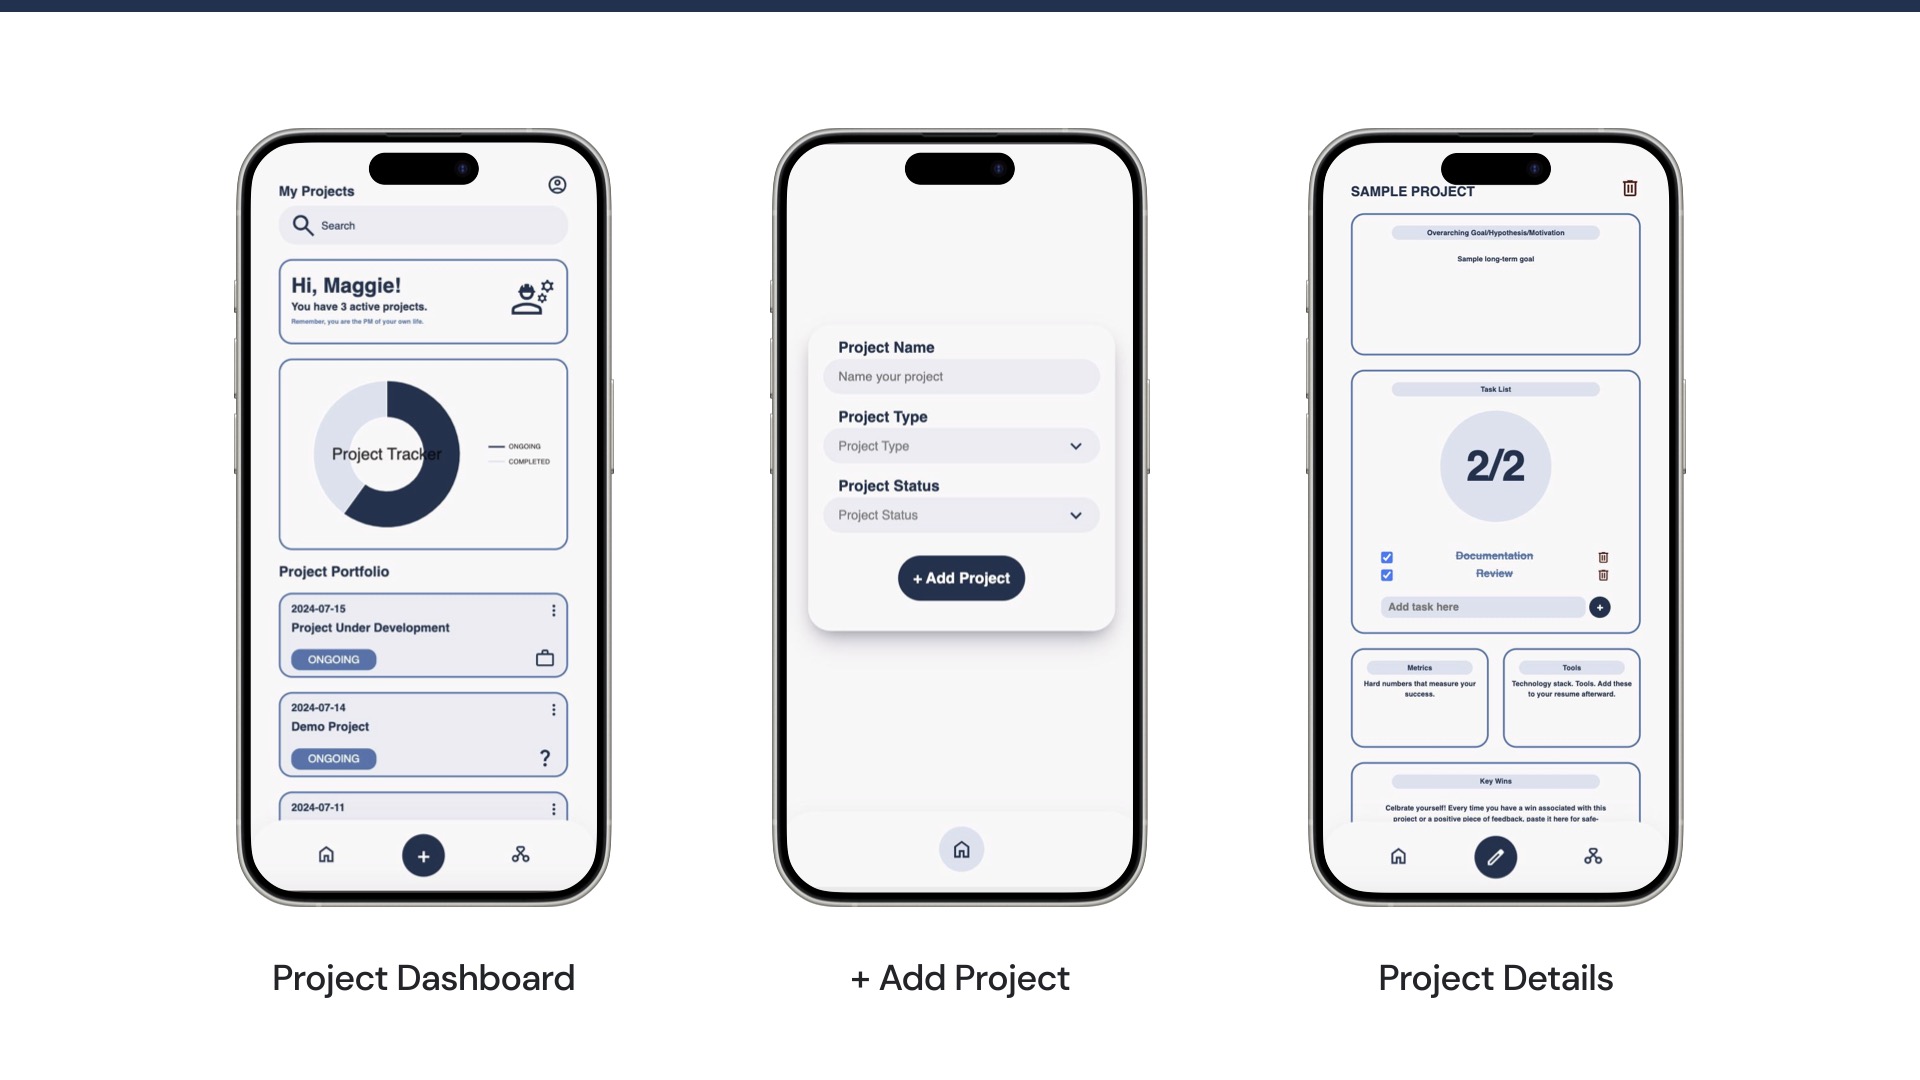 My Projects
Search
Hi, Maggie!
You have 3 active projects.
Remember, you are the PM of your own life.
Project Tracker
ONGOING
COMPLETED
Project Portfolio
2024-07-15
Project Under Development
ONGOING
2024-07-14
Demo Project
ONGOING
?
2024-07-11
+
Project Dashboard
Project Name
Name your project
Project Type
Project Type
Project Status
Project Status
+ Add Project
+ Add Project
SAMPLE PROJECT
Overarching Goal/Hypothesis/Motivation
Sample long-term goal
Task List
2/2
Documentation
Review
Add task here
+
Metrics
Hard numbers that measure your
success.
Tools
Technology stack. Tools. Add these
to your resume afterward.
Key Wins
Celbrate yourself! Every time you have a win associated with this
project or a positive piece of feedback, paste it here for safe-
Project Details